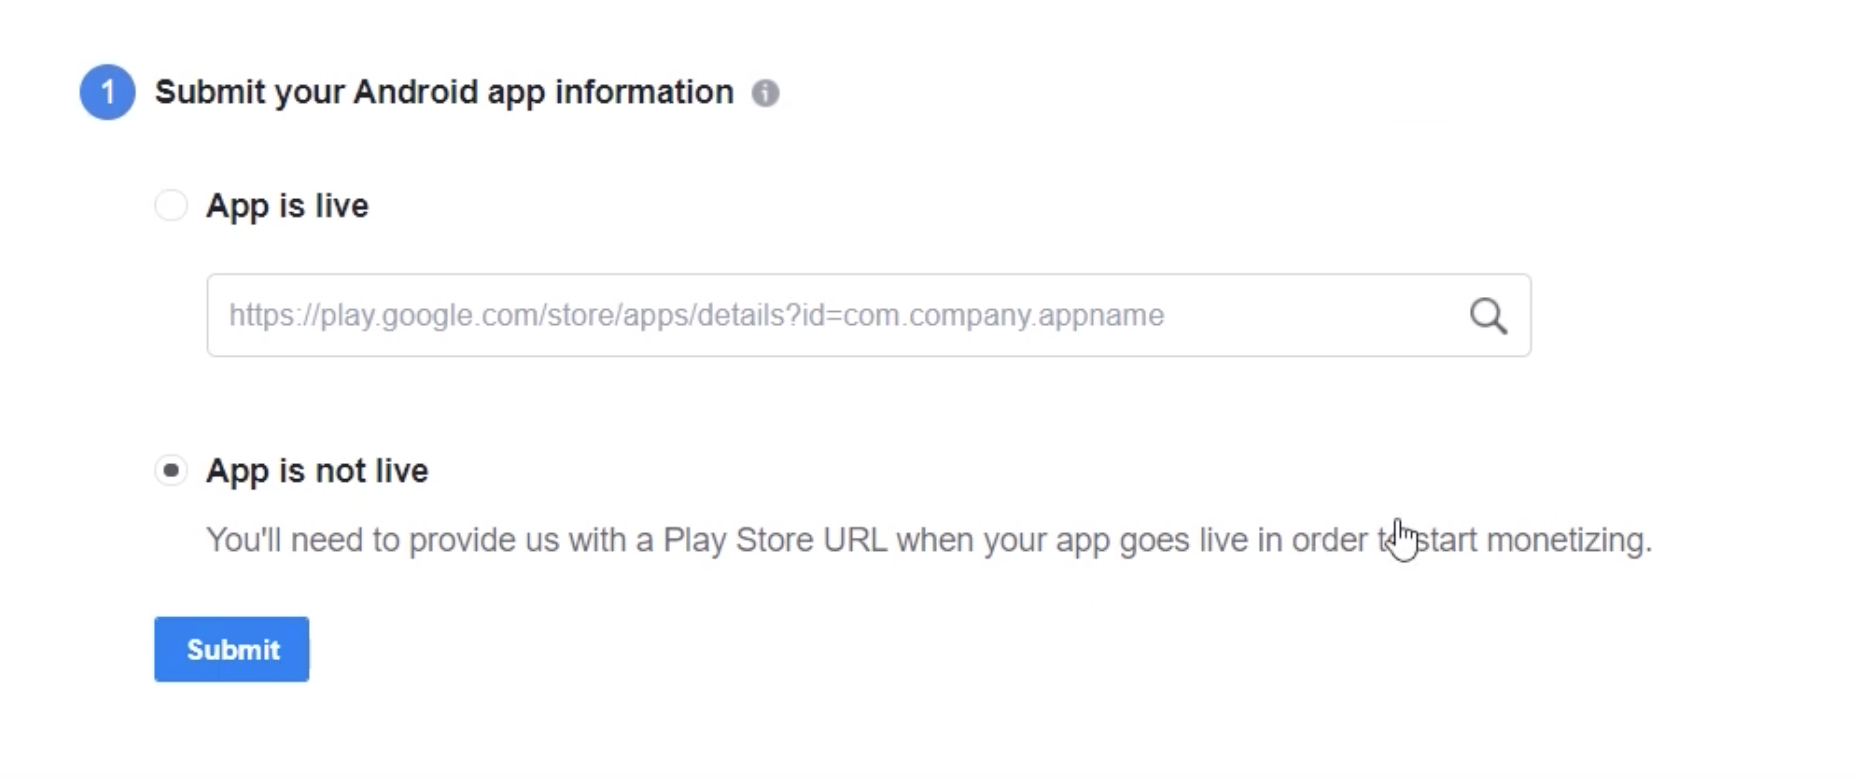 1 Submit your Android app information
App is live
https://play.google.com/store/apps/details?id=com.company.appname
App is not live
You'll need to provide us with a Play Store URL when your app goes live in order to start monetizing.
Submit